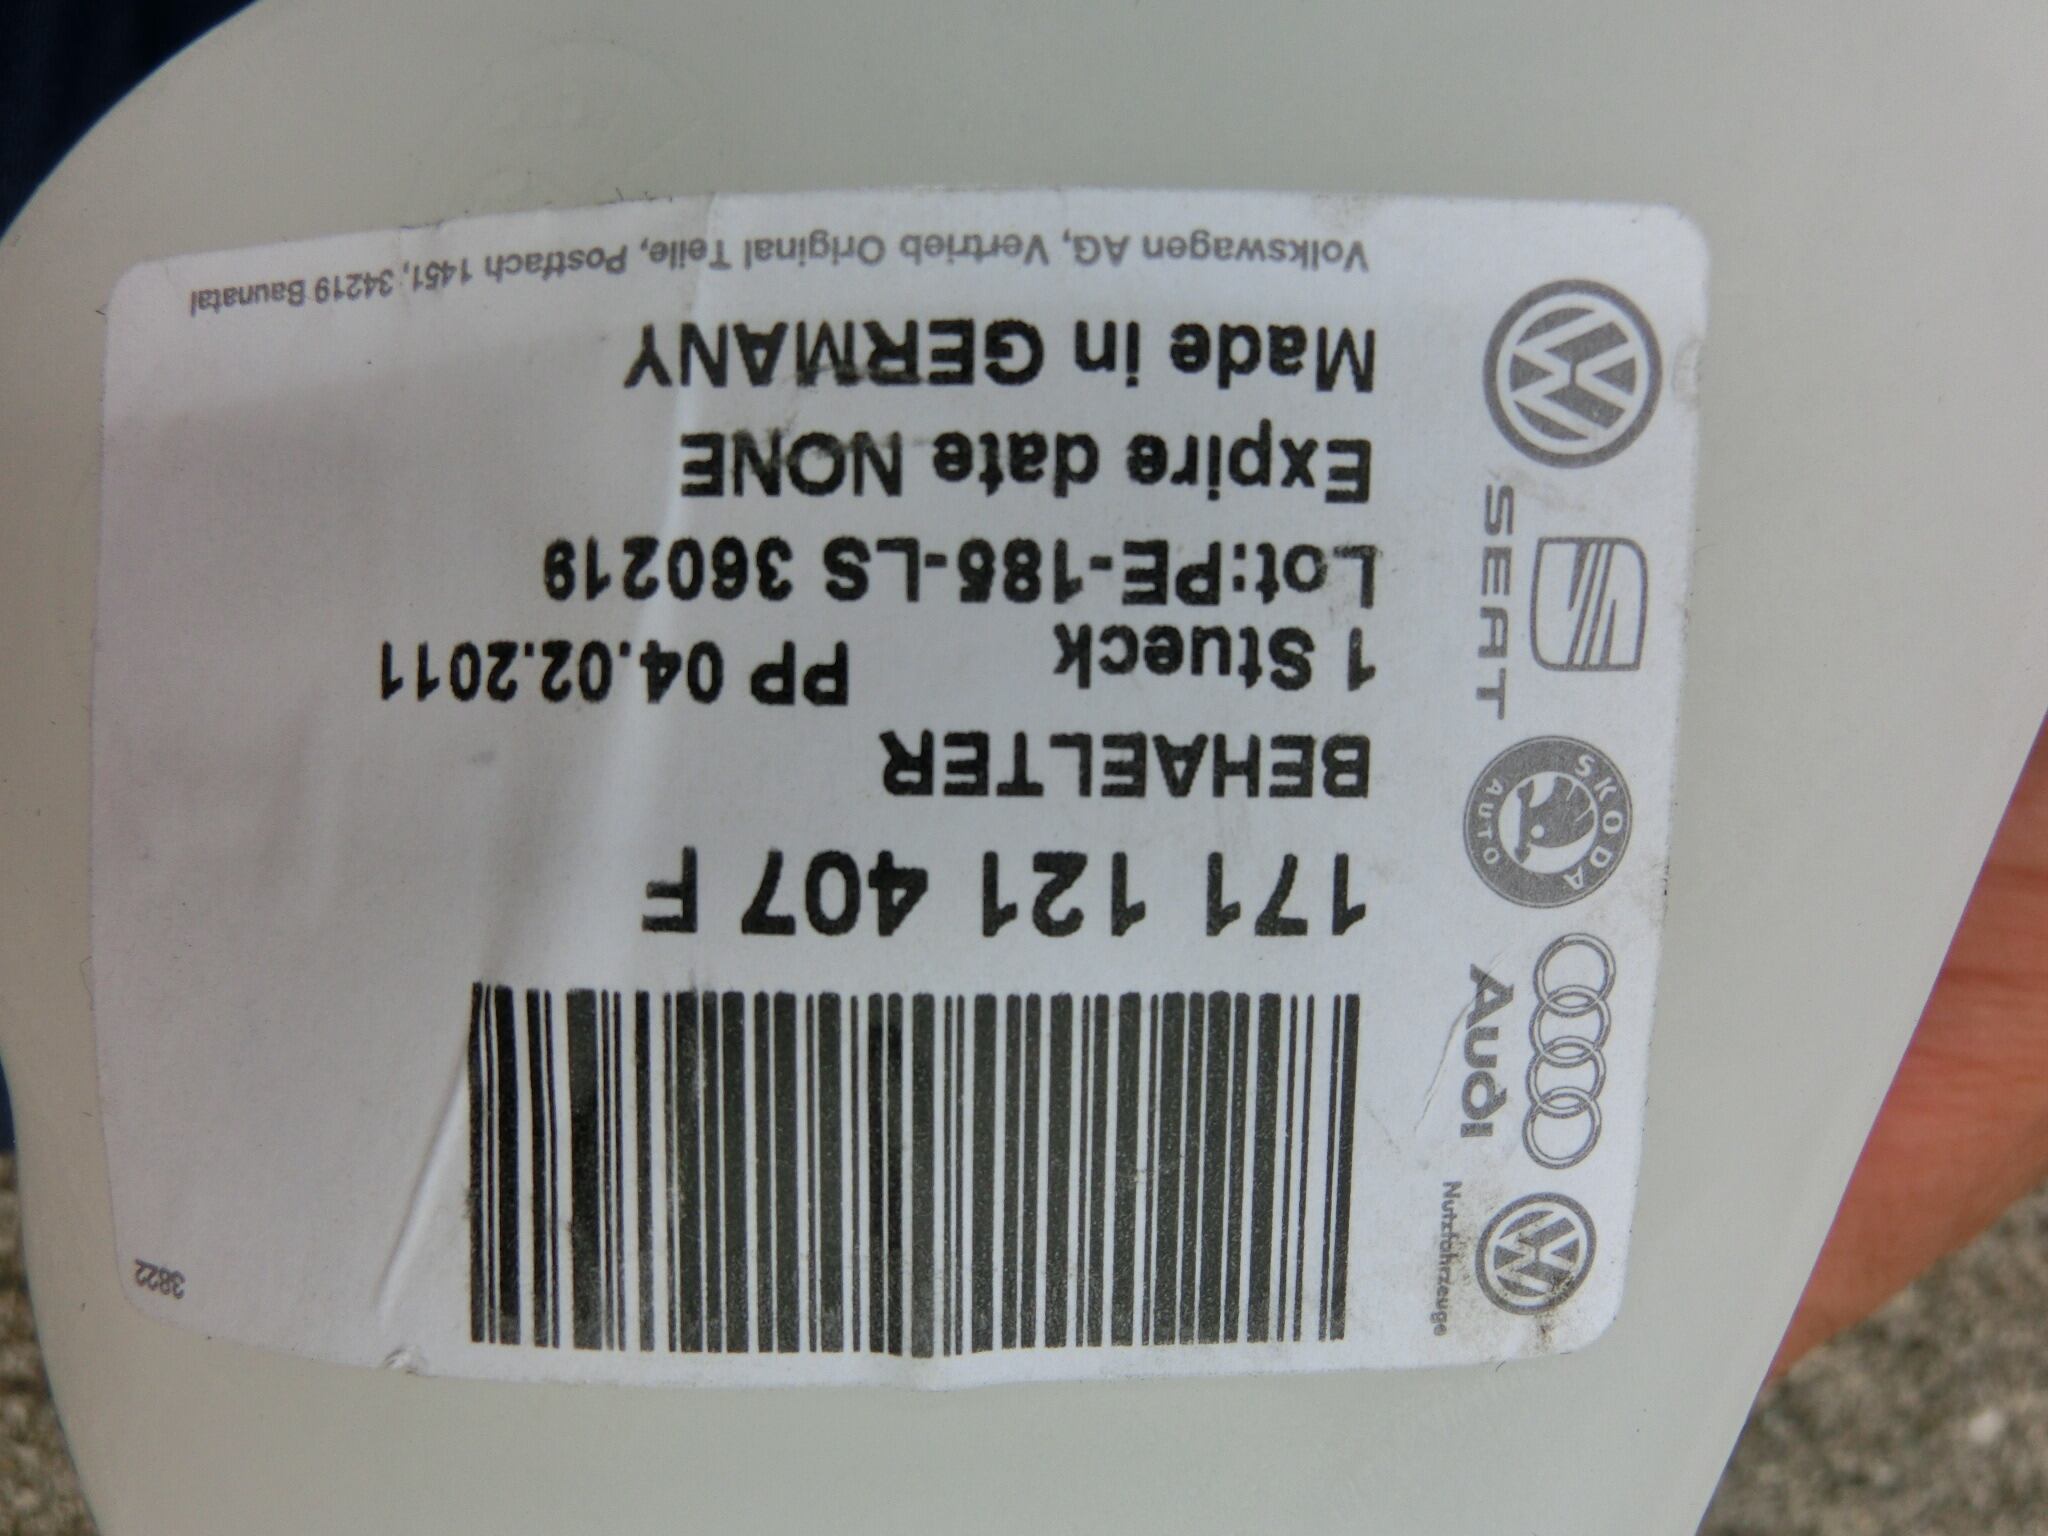 171 121 407 F
BEHAELTER
1 Stueck PP 04.02.2011
Lot:PE-185-LS 360219
Expire date NONE
Made in GERMANY
Volkswagen AG, Vertrieb Original Teile, Postfach 1451, 34219 Baunatal
3822
Nutzfahrzeuge
Audi
ŠKODA
AUTO
SEAT